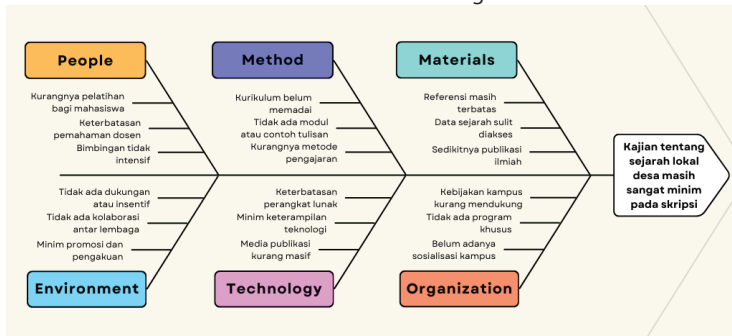 People
Method
Materials
Kurangnya pelatihan
bagi mahasiswa
Keterbatasan
pemahaman dosen
Bimbingan tidak
intensif
Kurikulum belum
memadai
Tidak ada modul
atau contoh tulisan
Kurangnya metode
pengajaran
Referensi masih
terbatas
Data sejarah sulit
diakses
Sedikitnya publikasi
ilmiah
Kajian tentang
sejarah lokal
desa masih
sangat minim
pada skripsi
Tidak ada dukungan
atau insentif
Tidak ada kolaborasi
antar lembaga
Minim promosi dan
pengakuan
Keterbatasan
perangkat lunak
Minim keterampilan
teknologi
Media publikasi
kurang masif
Kebijakan kampus
kurang mendukung
Tidak ada program
khusus
Belum adanya
sosialisasi kampus
Environment
Technology
Organization